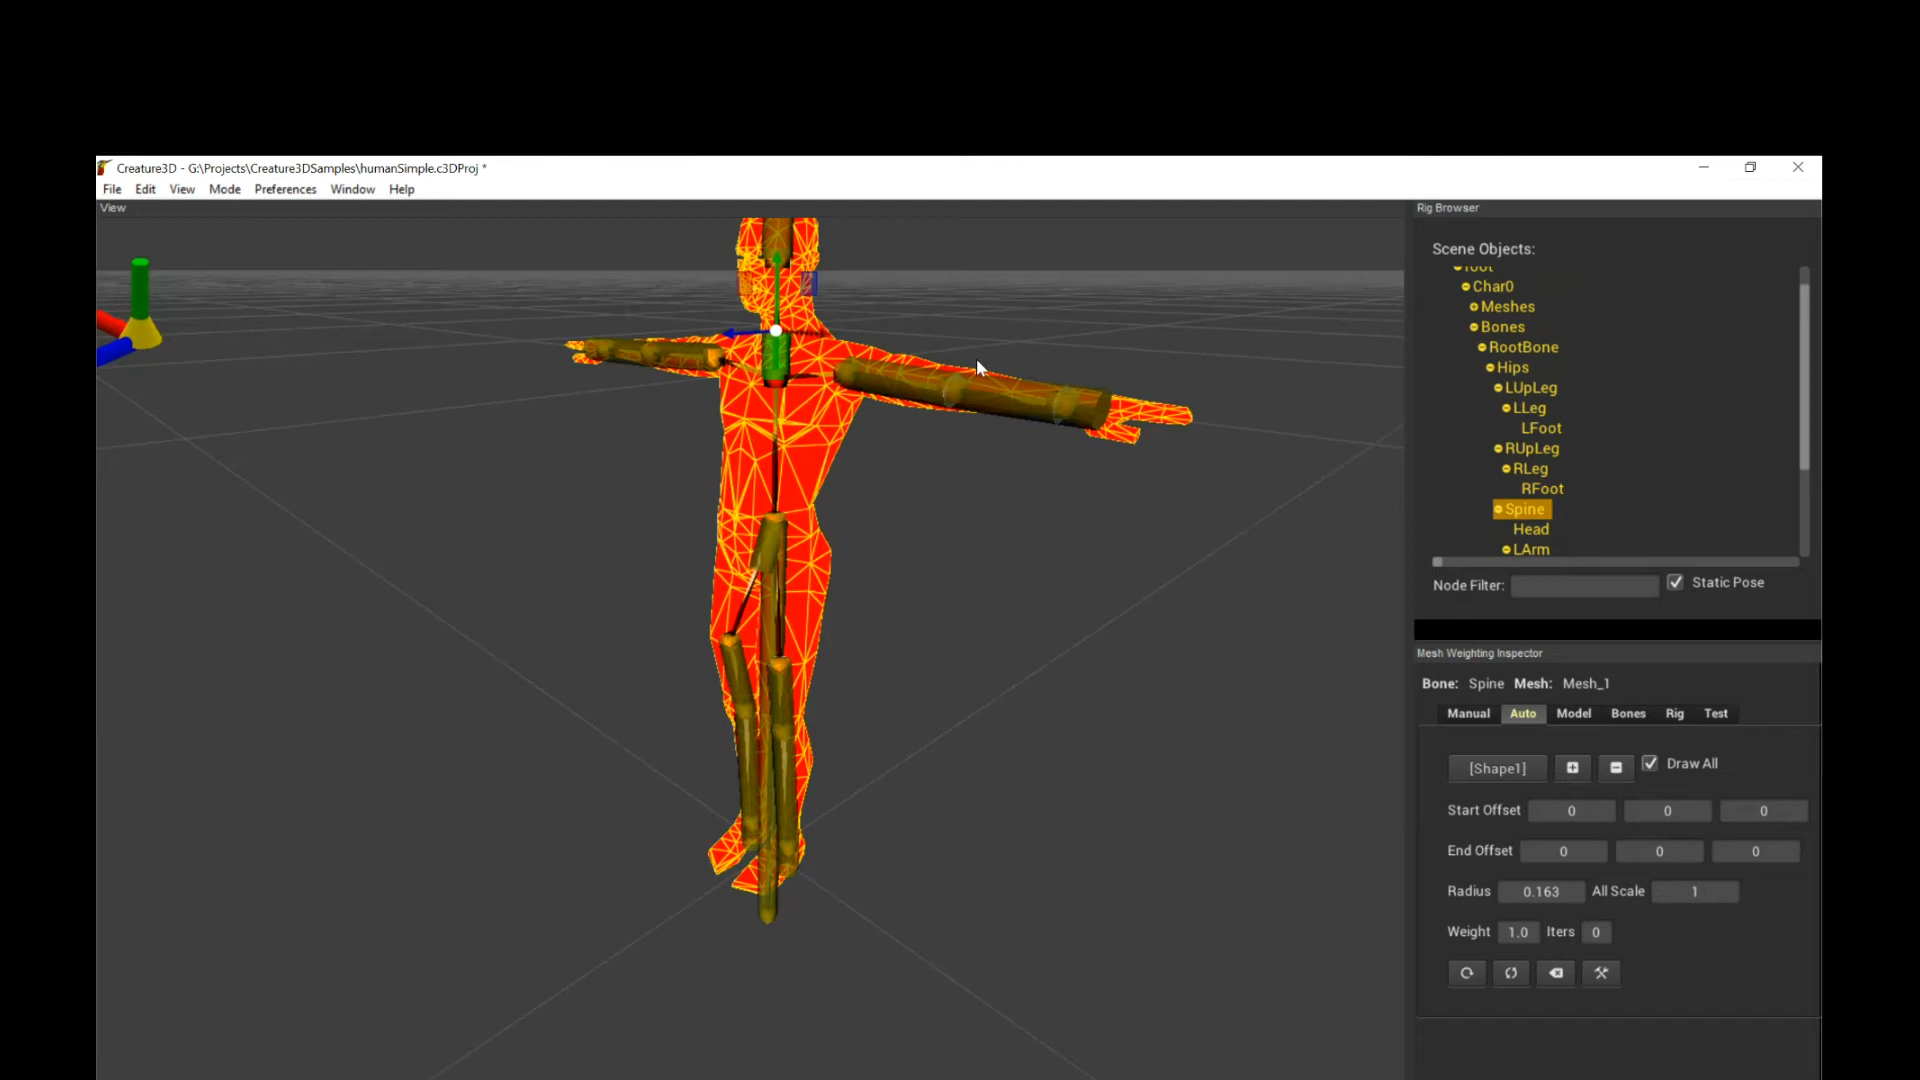 Creature3D - G:\Projects\Creature3DSamples\humanSimple.c3DProj *
File Edit View Mode Preferences Window Help
View
Rig Browser
Scene Objects:
root
Char0
Meshes
Bones
RootBone
Hips
LUpLeg
LLeg
LFoot
RUpLeg
RLeg
RFoot
Spine
Head
LArm
Node Filter: Static Pose
Mesh Weighting Inspector
Bone: Spine Mesh: Mesh_1
Manual Auto Model Bones Rig Test
[Shape1] Draw All
Start Offset 0 0 0
End Offset 0 0 0
Radius 0.163 All Scale 1
Weight 1.0 Iters 0